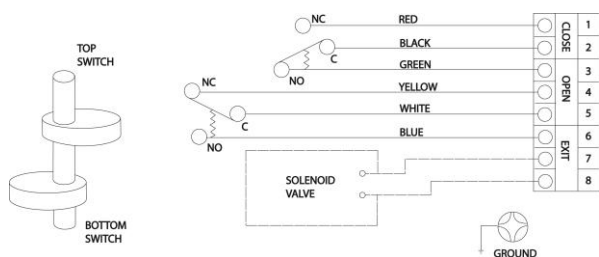 TOP
SWITCH
BOTTOM
SWITCH
NC
RED
1
BLACK
2
C
GREEN
3
NO
NC
YELLOW
4
WHITE
5
C
BLUE
6
NO
7
8
CLOSE
OPEN
EXIT
SOLENOID
VALVE
GROUND